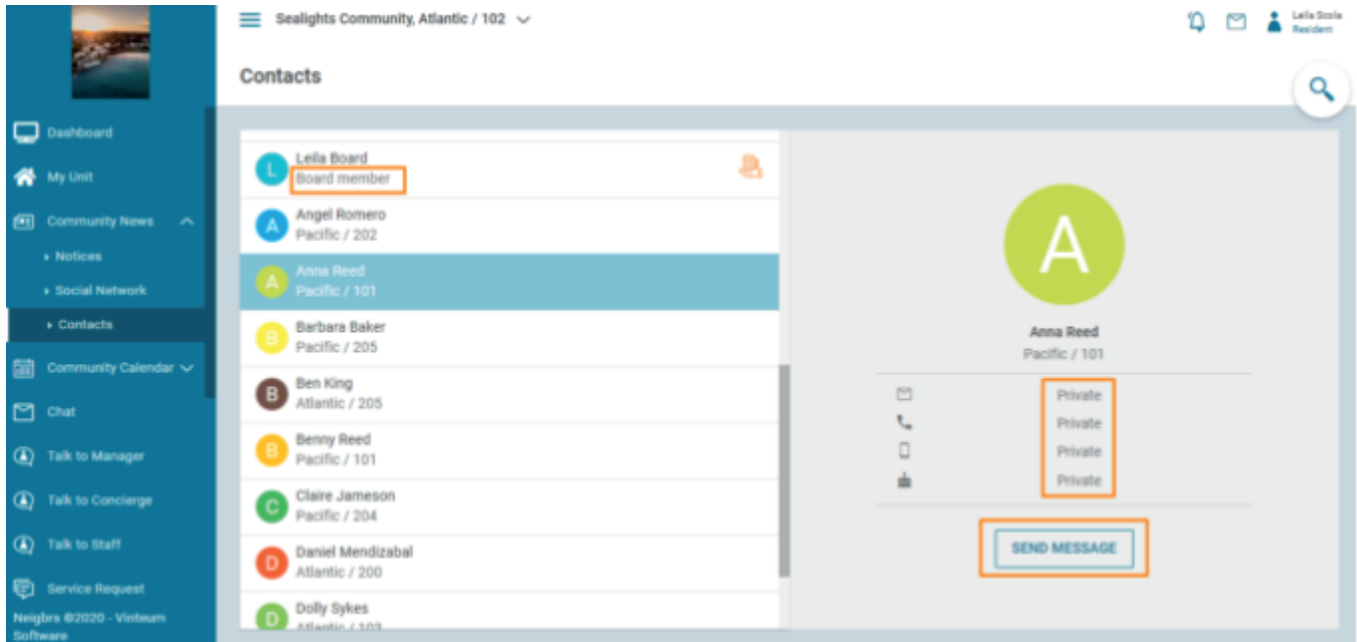 Sealights Community, Atlantic / 102
Leila Scola
Resident
Contacts
Dashboard
My Unit
Community News
Notices
Social Network
Contacts
Community Calendar
Chat
Talk to Manager
Talk to Concierge
Talk to Staff
Service Request
Neigbrs ©2020 - Vinteum
Software
L
Leila Board
Board member
A
Angel Romero
Pacific / 202
A
Anna Reed
Pacific / 101
B
Barbara Baker
Pacific / 205
B
Ben King
Atlantic / 205
B
Benny Reed
Pacific / 101
C
Claire Jameson
Pacific / 204
D
Daniel Mendizabal
Atlantic / 200
D
Dolly Sykes
Atlantic / 103
A
Anna Reed
Pacific / 101
Private
Private
Private
Private
SEND MESSAGE